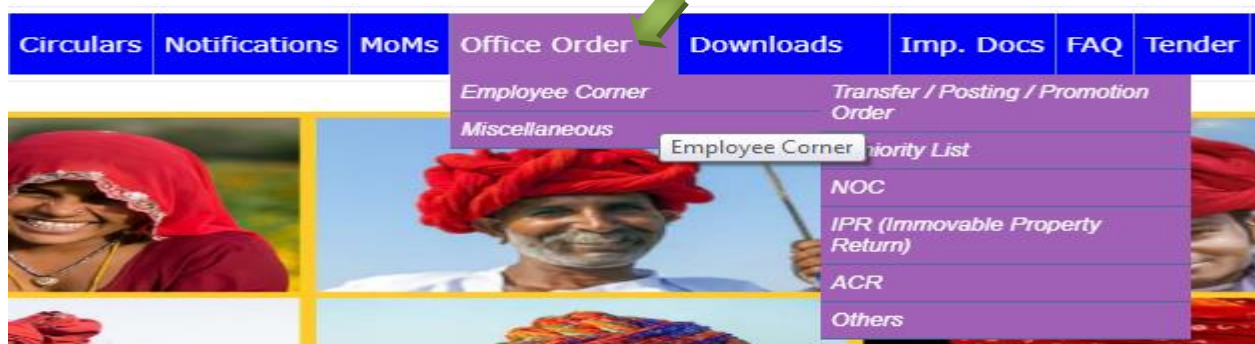 Circulars Notifications MoMs Office Order Downloads Imp. Docs FAQ Tender
Employee Corner
Miscellaneous
Employee Corner
Transfer / Posting / Promotion
Order
List
NOC
IPR (Immovable Property
Return)
ACR
Others